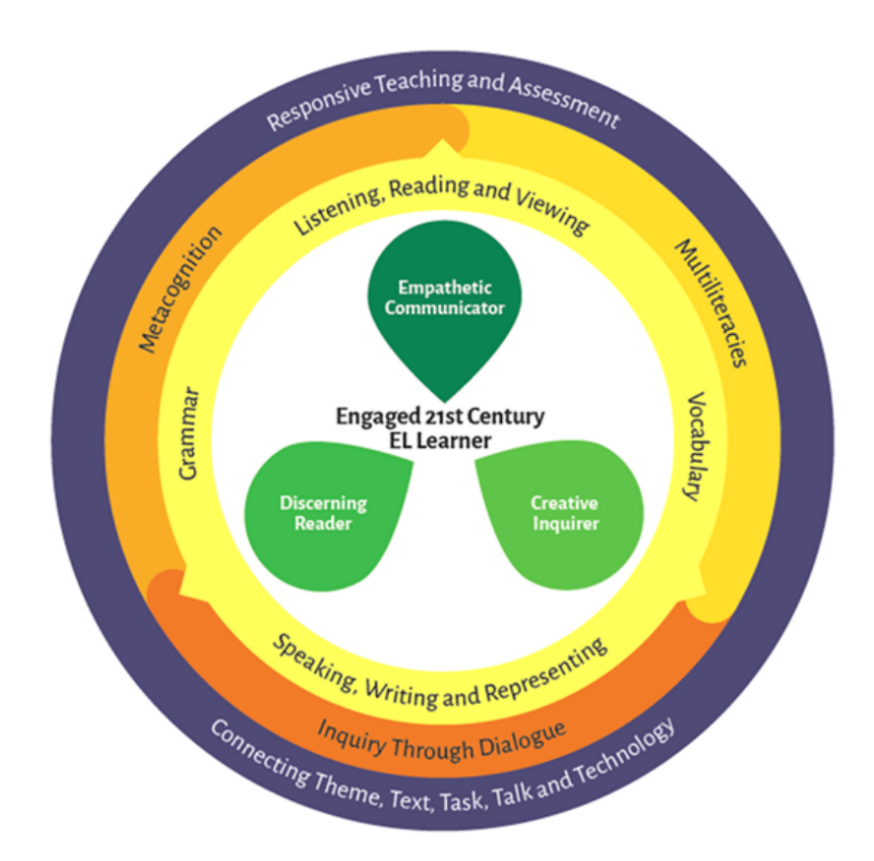 Responsive Teaching and Assessment
Listening, Reading and Viewing
Metacognition
Multiliteracies
Empathetic
Communicator
Grammar
Vocabulary
Engaged 21st Century
EL Learner
Discerning
Reader
Creative
Inquirer
Speaking, Writing and Representing
Inquiry Through Dialogue
Connecting Theme, Text, Task, Talk and Technology